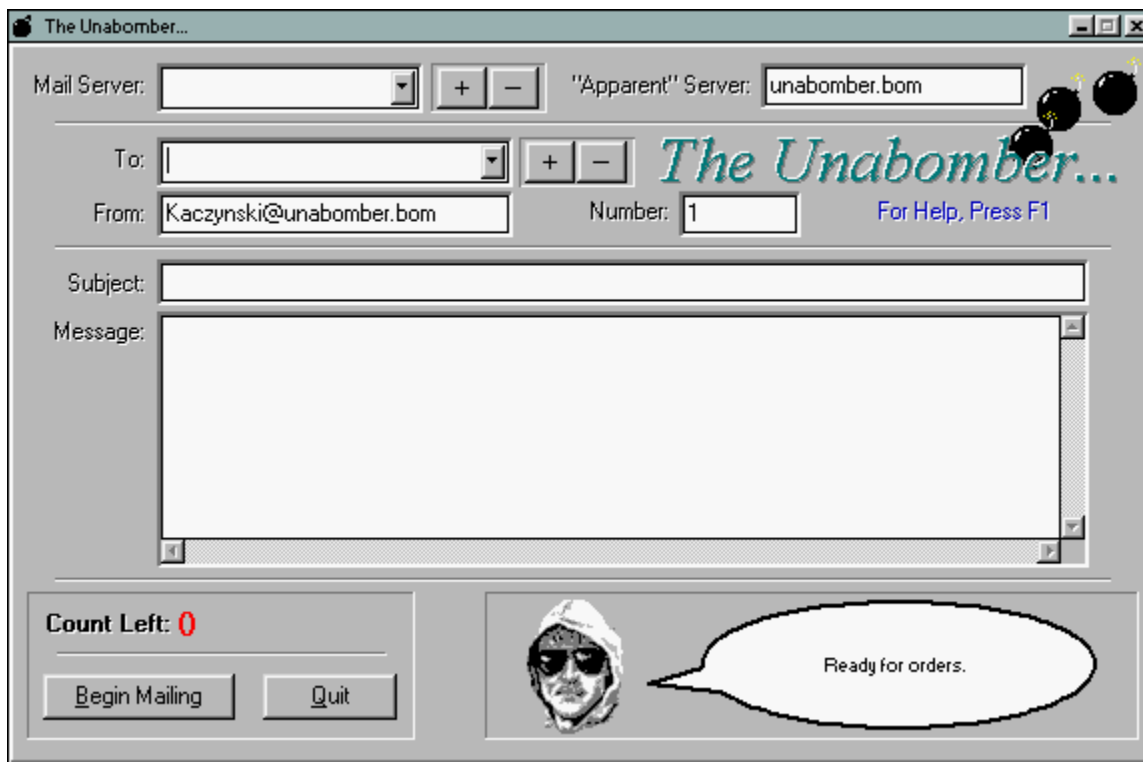 The Unabomber...
Mail Server: + − "Apparent" Server: unabomber.bom
To: + − The Unabomber...
From: Kaczynski@unabomber.bom Number: 1 For Help, Press F1
Subject:
Message:
Count Left: 0
Ready for orders.
Begin Mailing Quit